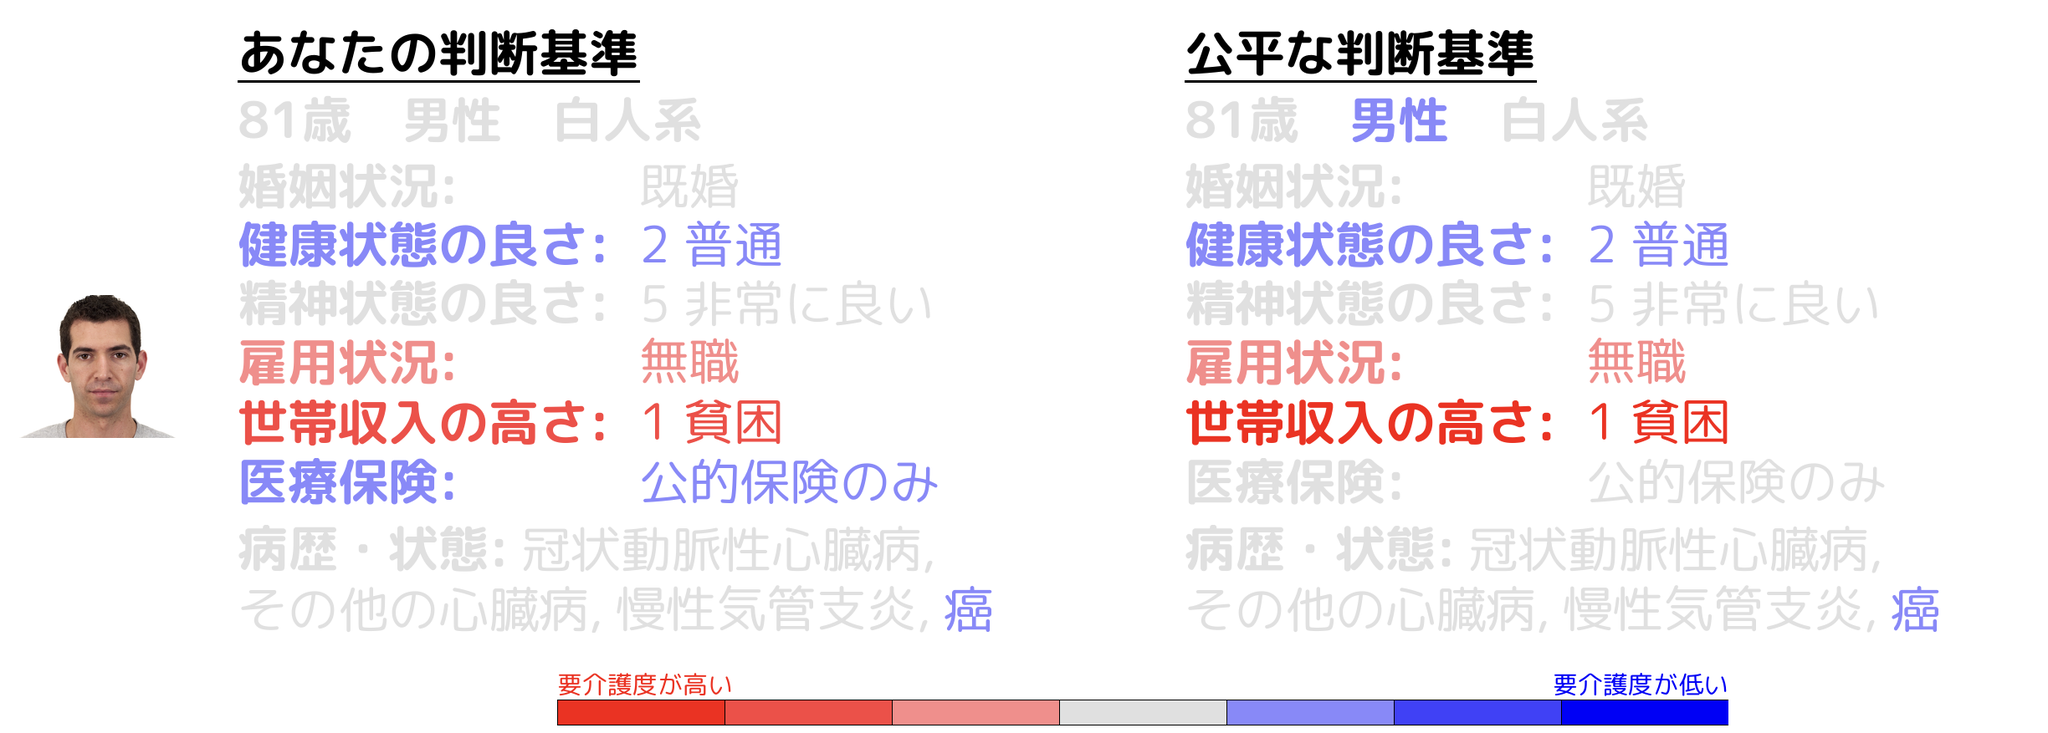 あなたの判断基準
81歳 男性 白人系
婚姻状況: 既婚
健康状態の良さ: 2 普通
精神状態の良さ: 5 非常に良い
雇用状況: 無職
世帯収入の高さ: 1 貧困
医療保険: 公的保険のみ
病歴・状態: 冠状動脈性心臓病,
その他の心臓病, 慢性気管支炎, 癌
公平な判断基準
81歳 男性 白人系
婚姻状況: 既婚
健康状態の良さ: 2 普通
精神状態の良さ: 5 非常に良い
雇用状況: 無職
世帯収入の高さ: 1 貧困
医療保険: 公的保険のみ
病歴・状態: 冠状動脈性心臓病,
その他の心臓病, 慢性気管支炎, 癌
要介護度が高い
要介護度が低い